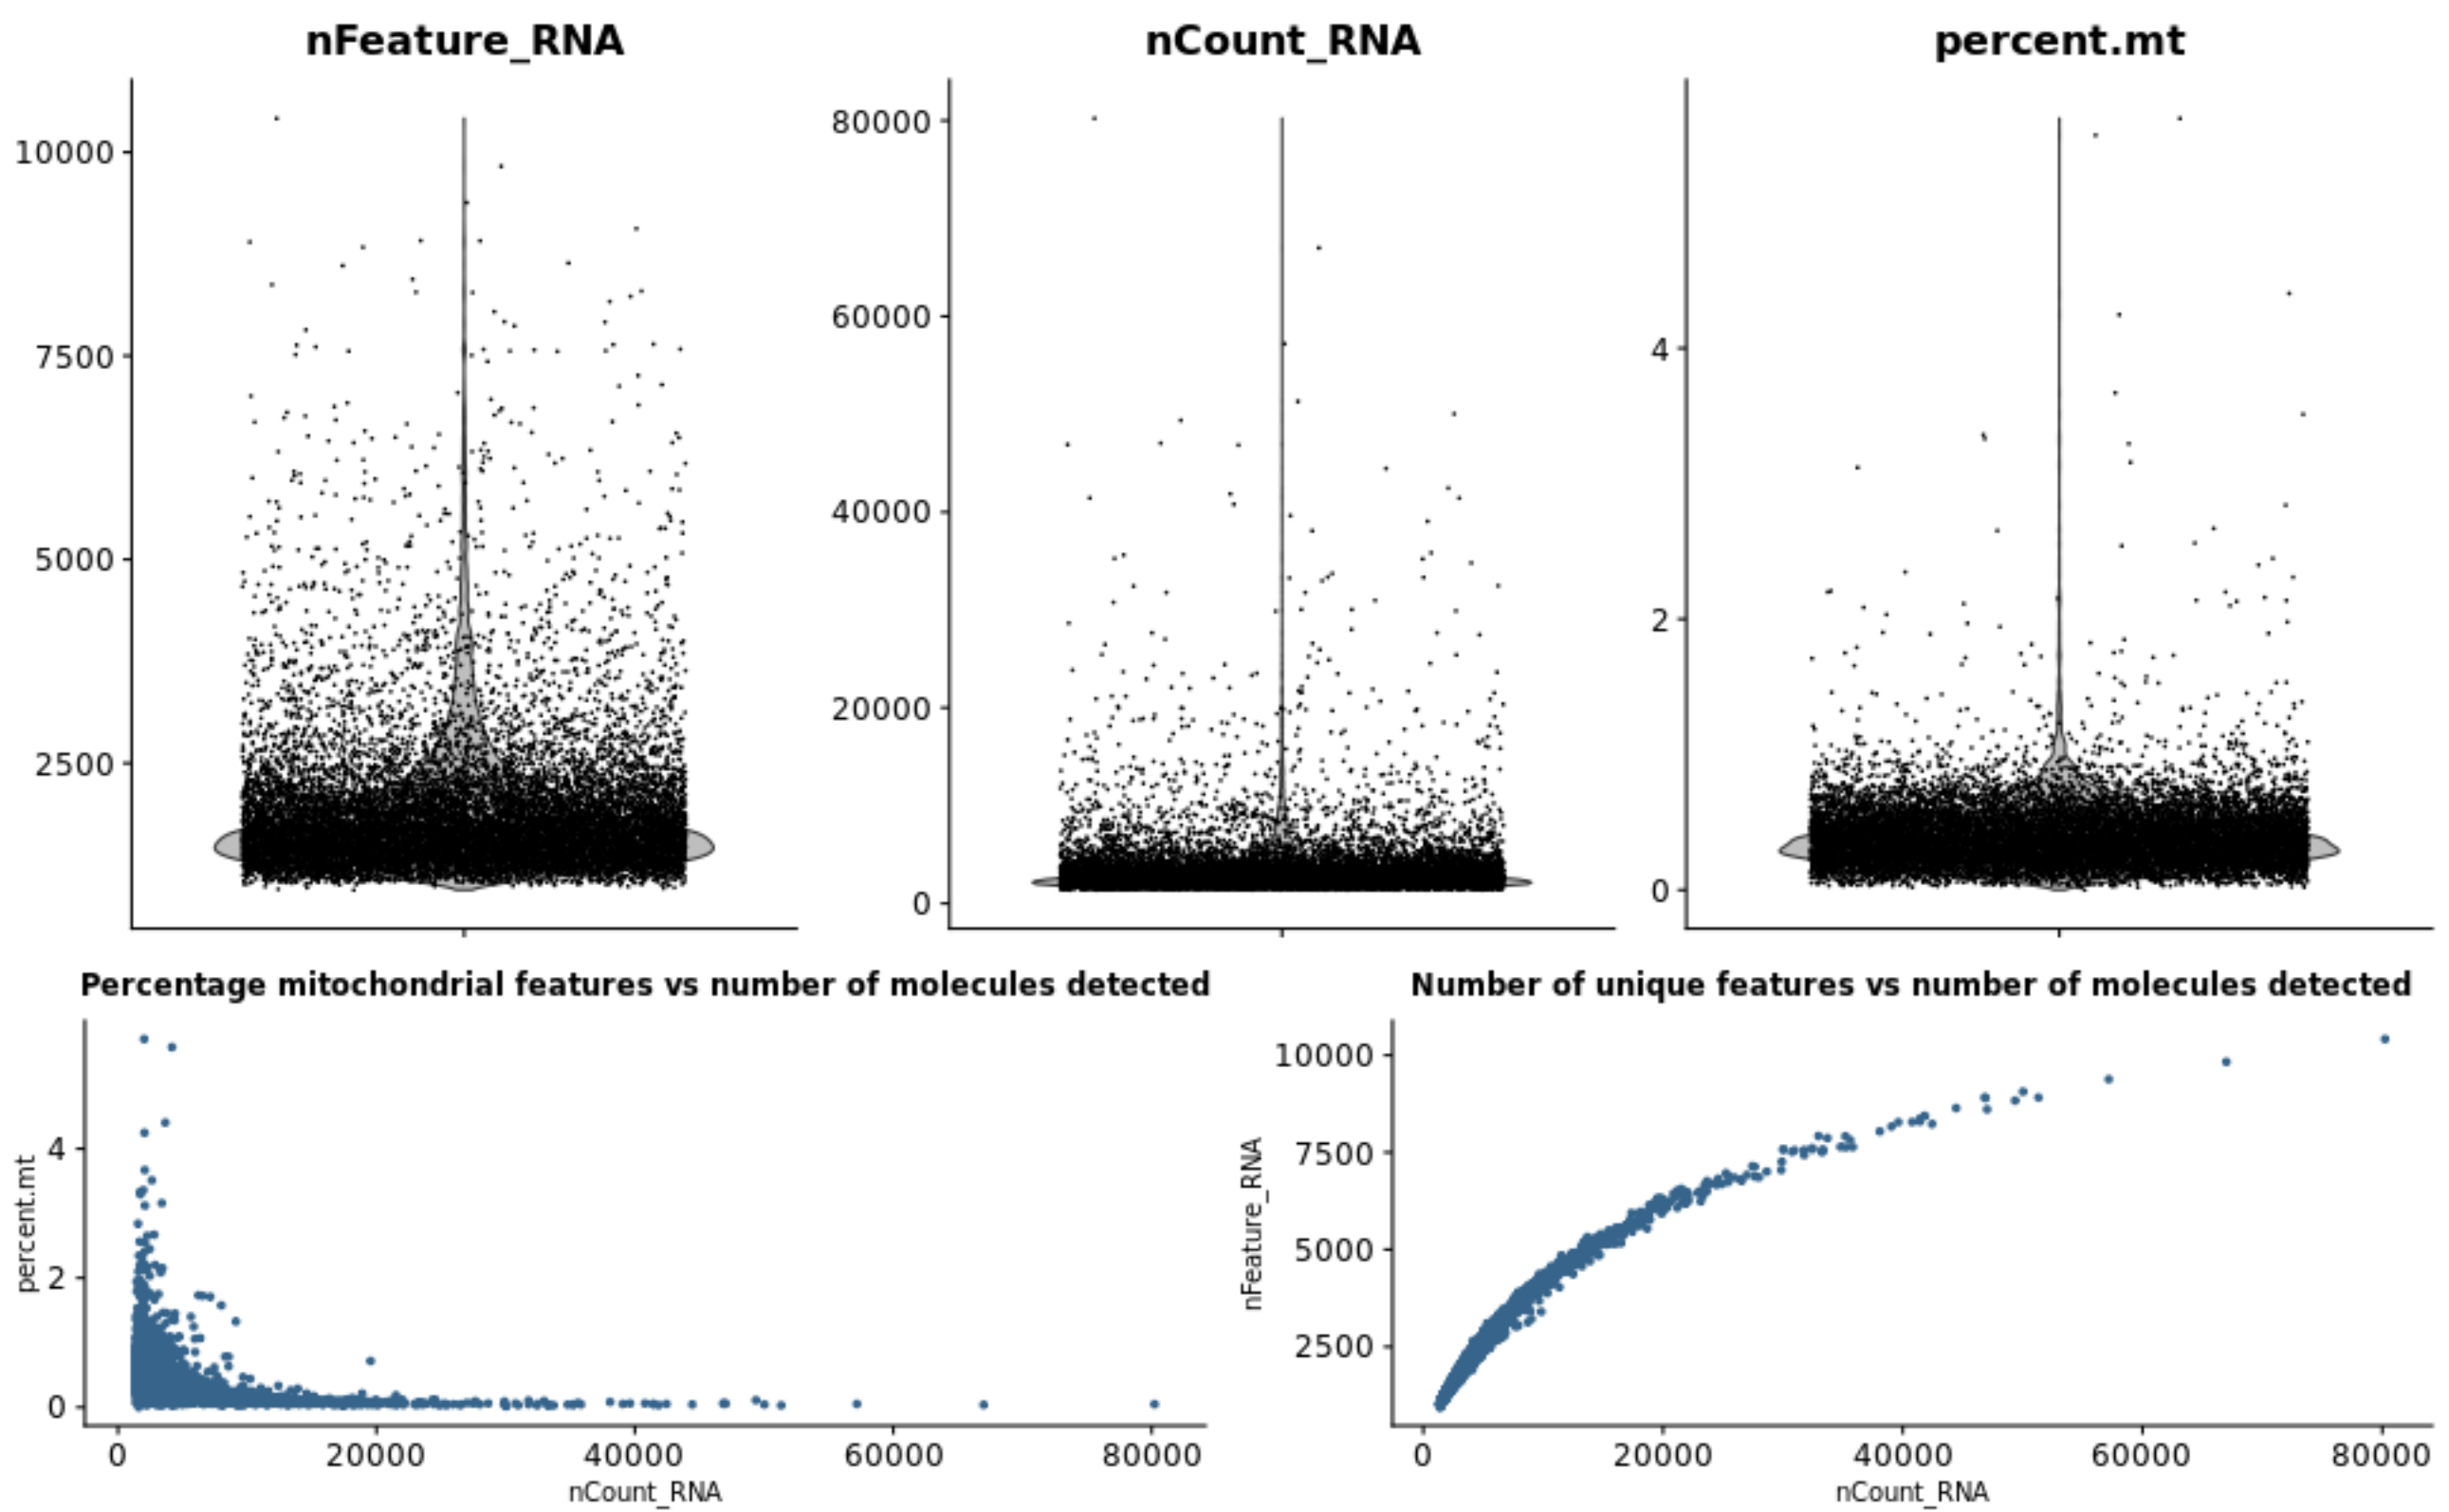 nFeature_RNA nCount_RNA percent.mt
10000
7500
5000
2500
80000
60000
40000
20000
0
4
2
0
Percentage mitochondrial features vs number of molecules detected
percent.mt
4
2
0
0 20000 40000 60000 80000
nCount_RNA
Number of unique features vs number of molecules detected
nFeature_RNA
10000
7500
5000
2500
0 20000 40000 60000 80000
nCount_RNA